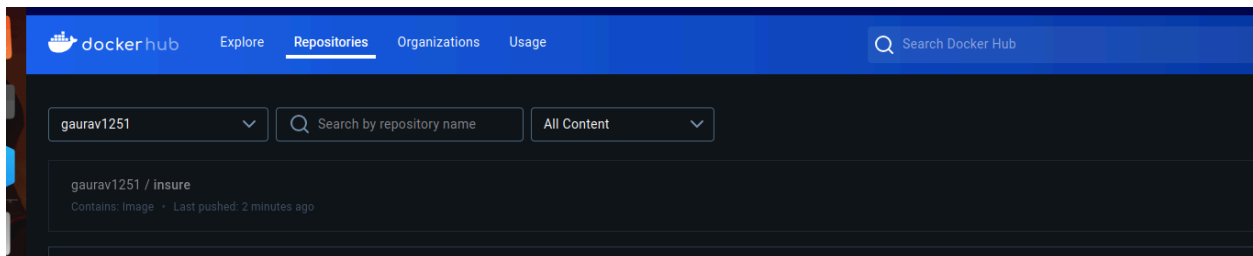 dockerhub Explore Repositories Organizations Usage Search Docker Hub
gaurav1251 Search by repository name All Content
gaurav1251 / insure
Contains: Image • Last pushed: 2 minutes ago